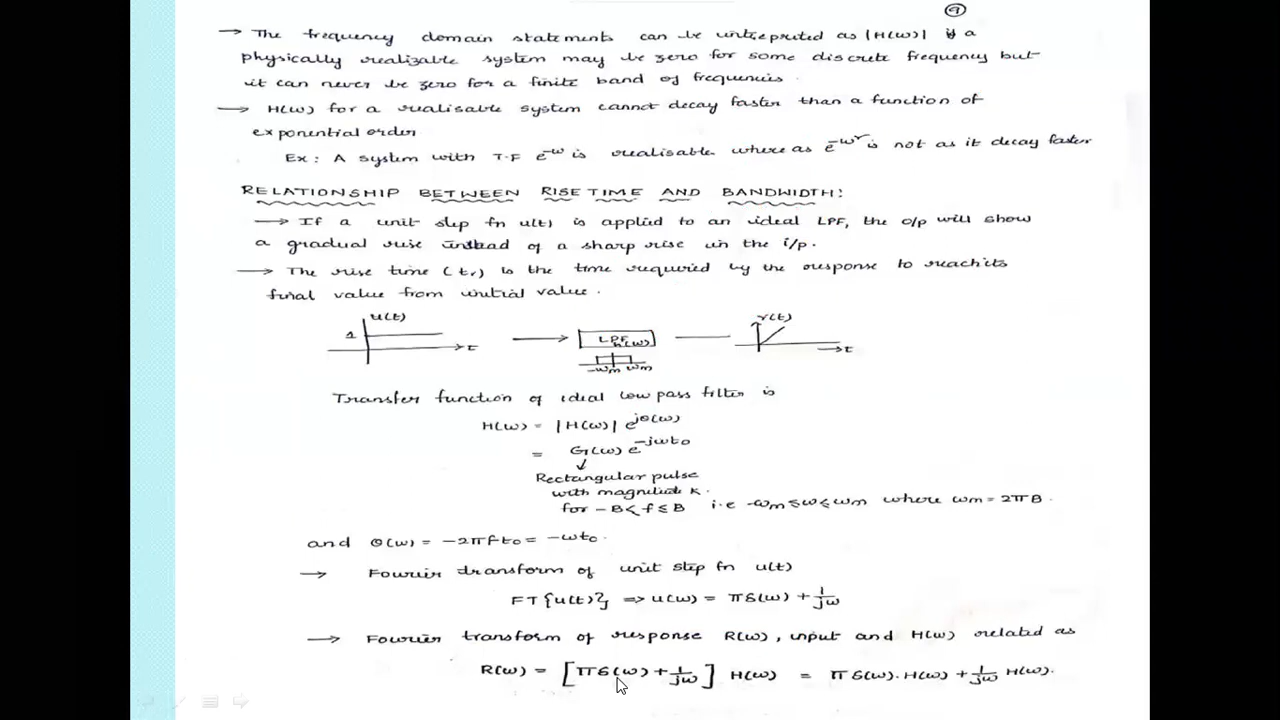 9
→ The frequency domain statements can be untrepruted as |H(ω)| if a
physically realizable system may be zero for some discrete frequency but
it can never be zero for a finite band of frequencies.
→ H(ω) for a realisable system cannot decay faster than a function of
exponential order
Ex: A system with T.F e^-ω is realisable where as e^-ω² is not as it decay faster
RELATIONSHIP BETWEEN RISE TIME AND BANDWIDTH:
→ If a unit step fn u(t) is applied to an ideal LPF, the o/p will show
a gradual rise instead of a sharp rise in the i/p.
→ The rise time (tr) is the time required by the response to reach its
final value from initial value.
u(t) 1 t → LPF h(ω) -ωm ωm r(t) → t
Transfer function of ideal low pass filter is
H(ω) = |H(ω)| e^jθ(ω)
= G(ω) e^-jωt0
↓
Rectangular pulse
with magnitude K.
for -B≤f≤B i.e -ωm≤ω≤ωm where ωm = 2πB.
and θ(ω) = -2πft0 = -ωt0.
→ Fourier transform of unit step fn u(t)
FT{u(t)} ⇒ U(ω) = πδ(ω) + 1/jω
→ Fourier transform of response R(ω), input and H(ω) related as
R(ω) = [πδ(ω) + 1/jω] H(ω) = πδ(ω).H(ω) + 1/jω H(ω).